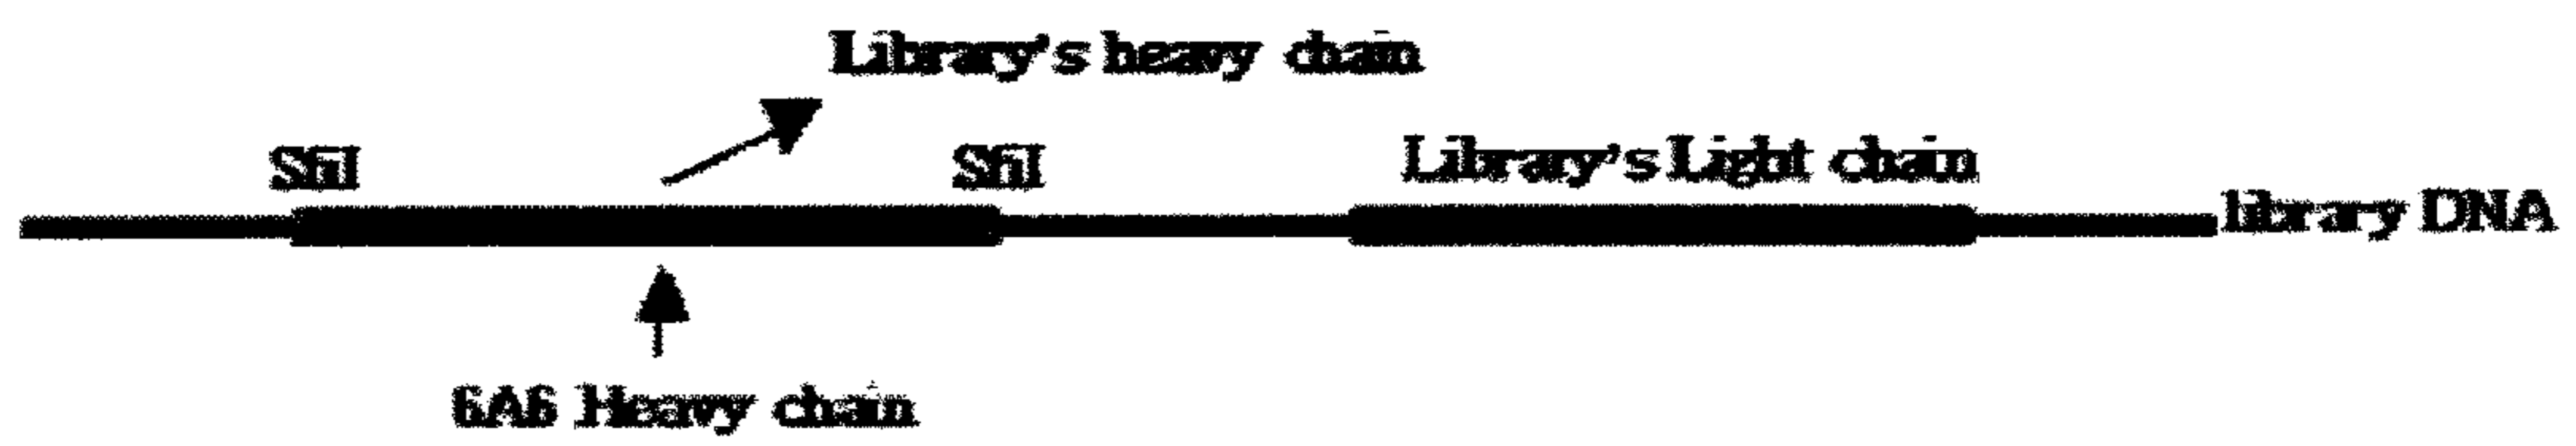 Library's heavy chain
SfiI
SfiI
Library's Light chain
library DNA
6A6 Heavy chain